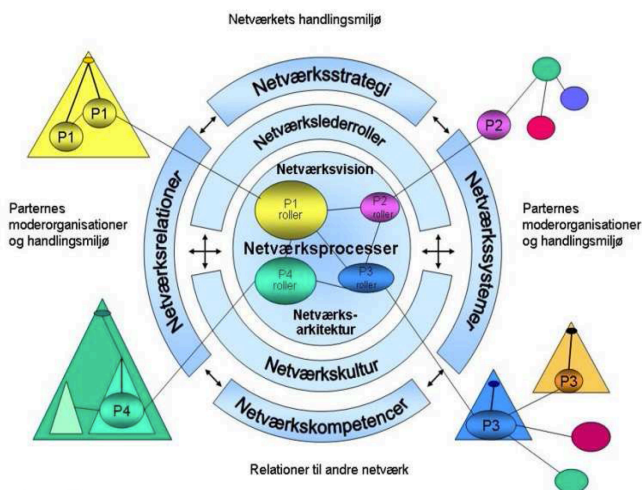 Netværkets handlingsmiljø
Netværksstrategi
Netværkslederroller
Netværksvision
P1
P1
P2
P1
roller
P2
roller
Netværksrelationer
Netværkssystemer
Parternes
moderorganisationer
og handlingsmiljø
Parternes
moderorganisationer
og handlingsmiljø
Netværksprocesser
P4
roller
P3
roller
Netværks-
arkitektur
Netværkskultur
Netværkskompetencer
P4
P3
P3
Relationer til andre netværk